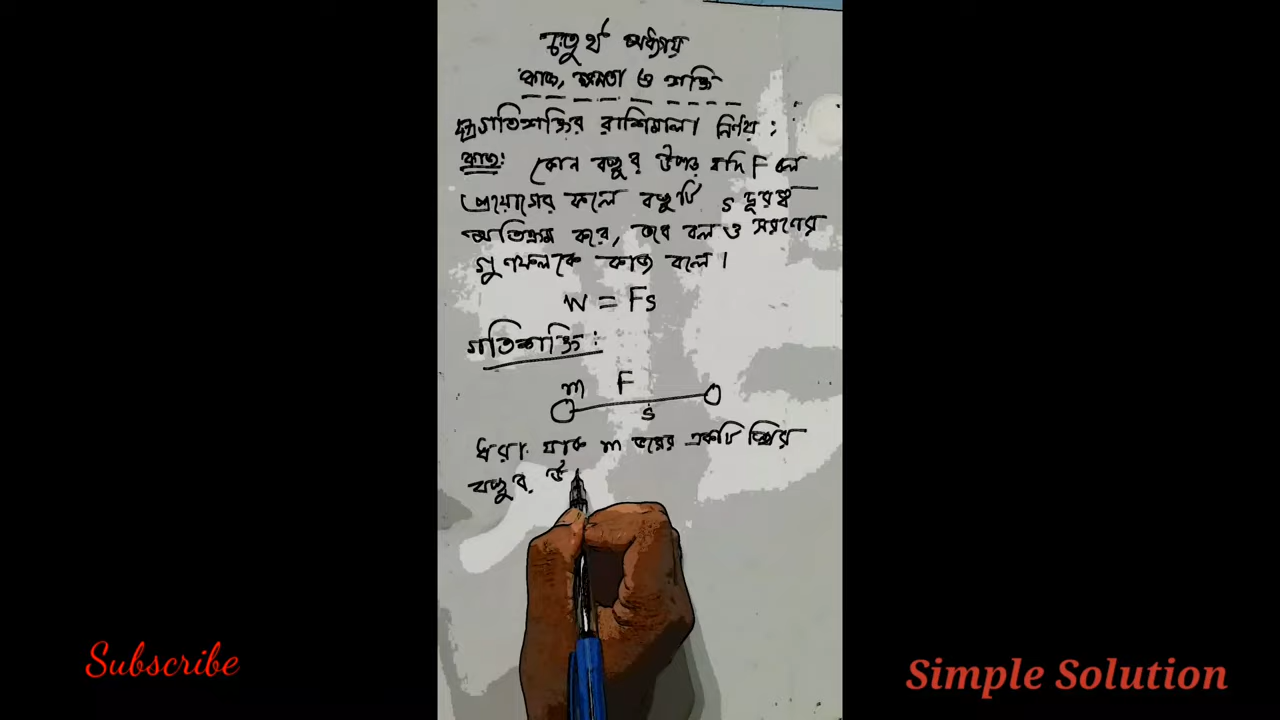 চতুর্থ অধ্যায়
কাজ, ক্ষমতা ও শক্তি
গতিশক্তির রাশিমালা নির্ণয় :
কাজ: কোন বস্তুর উপর যদি F বল
প্রয়োগের ফলে বস্তুটি s দূরত্ব
অতিক্রম করে, তবে বল ও সরণের
গুণফলকে কাজ বলে।
W = Fs
গতিশক্তি :
m F
s
ধরা যাক m ভরের একটি স্থির
বস্তুর উ
Subscribe
Simple Solution